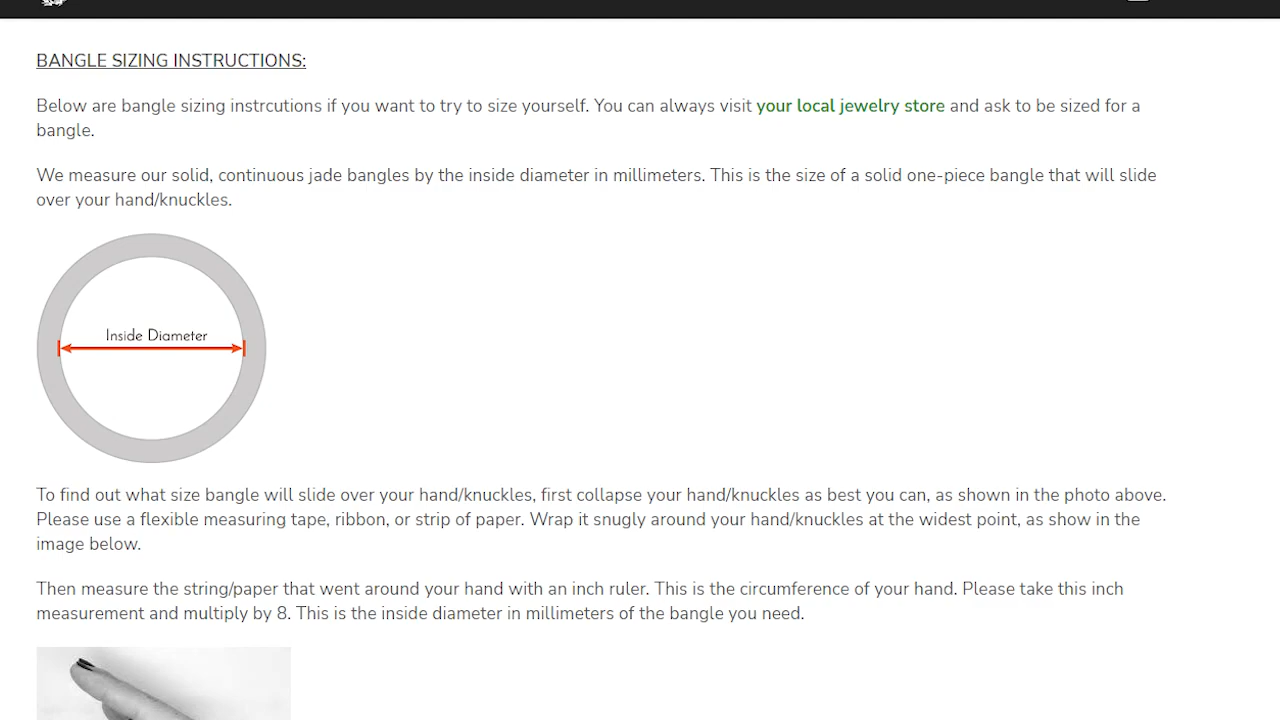 BANGLE SIZING INSTRUCTIONS:
Below are bangle sizing instrcutions if you want to try to size yourself. You can always visit your local jewelry store and ask to be sized for a
bangle.
We measure our solid, continuous jade bangles by the inside diameter in millimeters. This is the size of a solid one-piece bangle that will slide
over your hand/knuckles.
Inside Diameter
To find out what size bangle will slide over your hand/knuckles, first collapse your hand/knuckles as best you can, as shown in the photo above.
Please use a flexible measuring tape, ribbon, or strip of paper. Wrap it snugly around your hand/knuckles at the widest point, as show in the
image below.
Then measure the string/paper that went around your hand with an inch ruler. This is the circumference of your hand. Please take this inch
measurement and multiply by 8. This is the inside diameter in millimeters of the bangle you need.